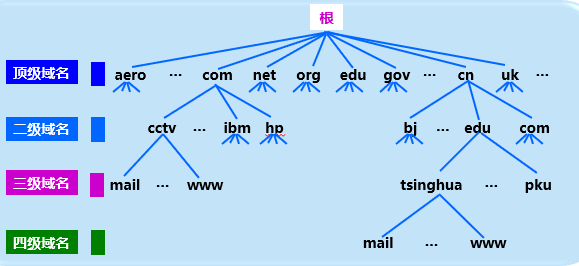 根
顶级域名 aero ... com net org edu gov ... cn uk ...
二级域名 cctv ... ibm hp bj ... edu com
三级域名 mail ... www tsinghua ... pku
四级域名 mail ... www